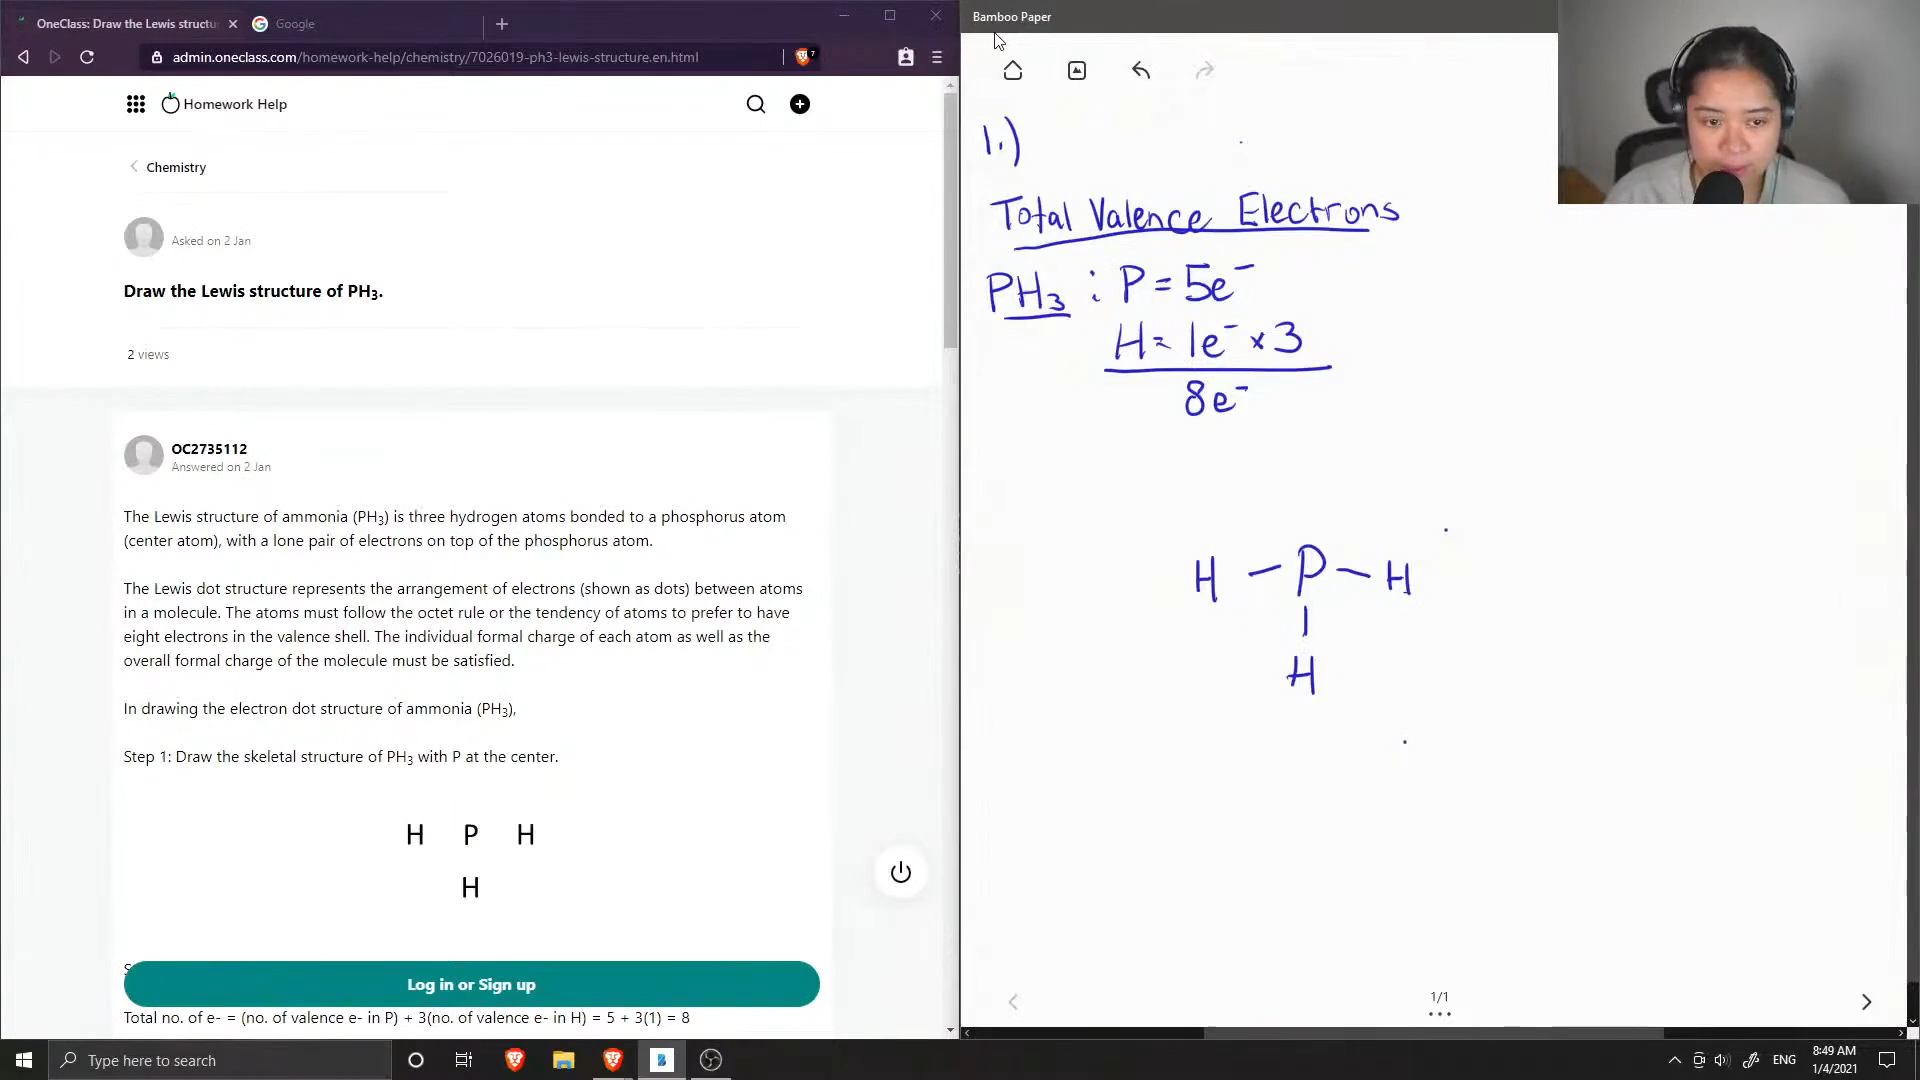 OneClass: Draw the Lewis structu
Google
admin.oneclass.com/homework-help/chemistry/7026019-ph3-lewis-structure.en.html
7
Homework Help
Chemistry
Asked on 2 Jan
Draw the Lewis structure of PH₃.
2 views
OC2735112
Answered on 2 Jan
The Lewis structure of ammonia (PH₃) is three hydrogen atoms bonded to a phosphorus atom
(center atom), with a lone pair of electrons on top of the phosphorus atom.
The Lewis dot structure represents the arrangement of electrons (shown as dots) between atoms
in a molecule. The atoms must follow the octet rule or the tendency of atoms to prefer to have
eight electrons in the valence shell. The individual formal charge of each atom as well as the
overall formal charge of the molecule must be satisfied.
In drawing the electron dot structure of ammonia (PH₃),
Step 1: Draw the skeletal structure of PH₃ with P at the center.
H P H
H
Log in or Sign up
Total no. of e- = (no. of valence e- in P) + 3(no. of valence e- in H) = 5 + 3(1) = 8
Bamboo Paper
1.)
Total Valence Electrons
PH₃ : P = 5e⁻
H = 1e⁻ × 3
8e⁻
H – P – H
|
H
1/1
Type here to search
ENG
8:49 AM
1/4/2021